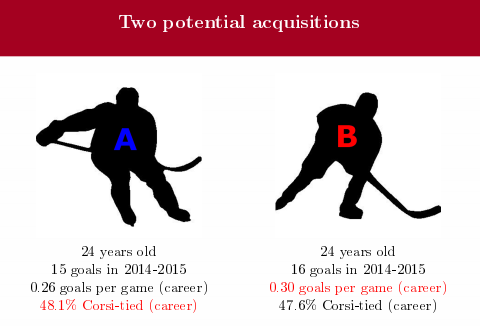 Two potential acquisitions
A
B
24 years old
15 goals in 2014-2015
0.26 goals per game (career)
48.1% Corsi-tied (career)
24 years old
16 goals in 2014-2015
0.30 goals per game (career)
47.6% Corsi-tied (career)